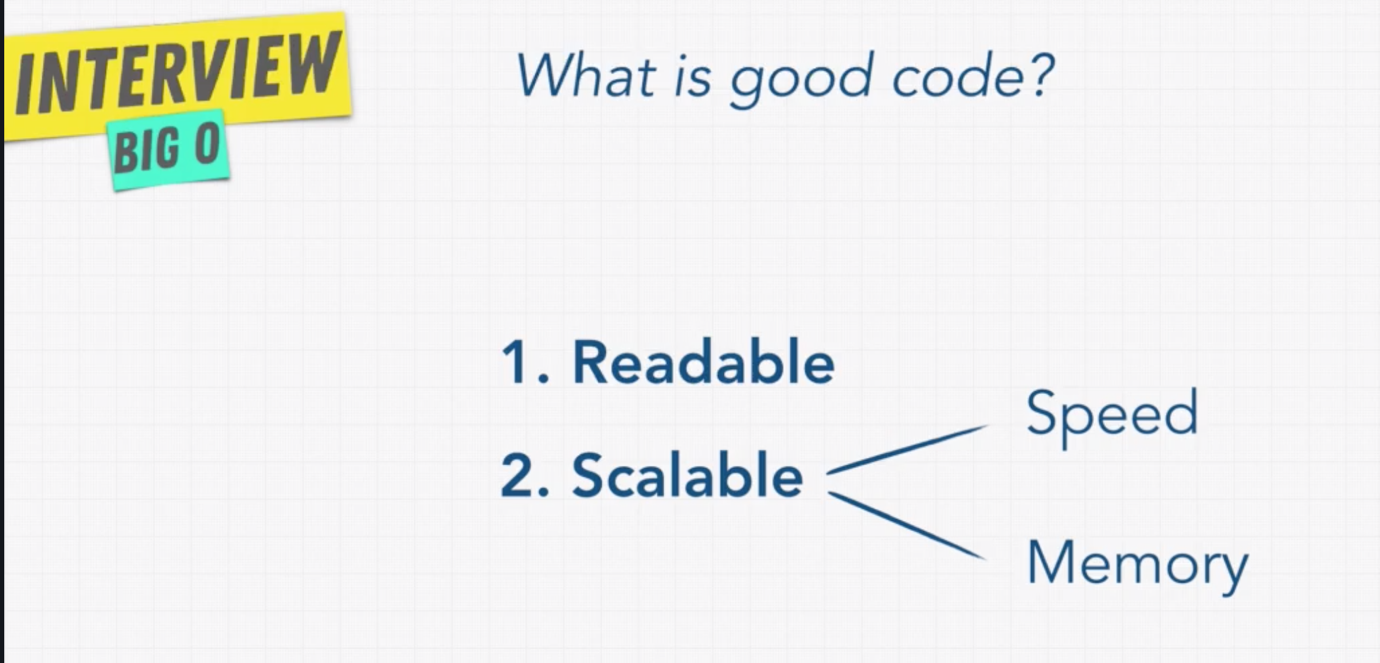 INTERVIEW
BIG O
What is good code?
1. Readable
2. Scalable
Speed
Memory